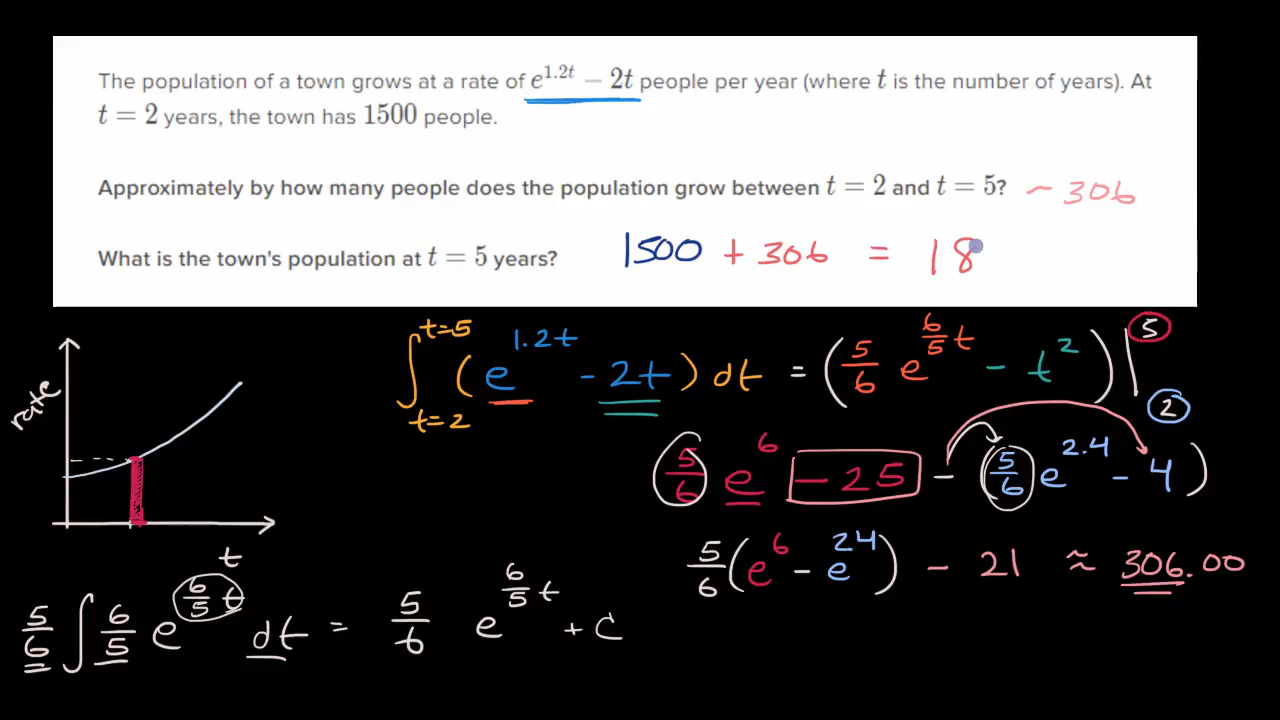 The population of a town grows at a rate of e^{1.2t} − 2t people per year (where t is the number of years). At
t = 2 years, the town has 1500 people.
Approximately by how many people does the population grow between t = 2 and t = 5? ~ 306
What is the town's population at t = 5 years? 1500 + 306 = 18
rate
t
∫_{t=2}^{t=5} (e^{1.2t} - 2t) dt = (5/6 e^{6/5 t} - t^2) |_2^5
(5/6 e^6 - 25 - (5/6 e^{2.4} - 4)
5/6 (e^6 - e^{24}) - 21 ≈ 306.00
5/6 ∫ 6/5 e^{6/5 t} dt = 5/6 e^{6/5 t} + C